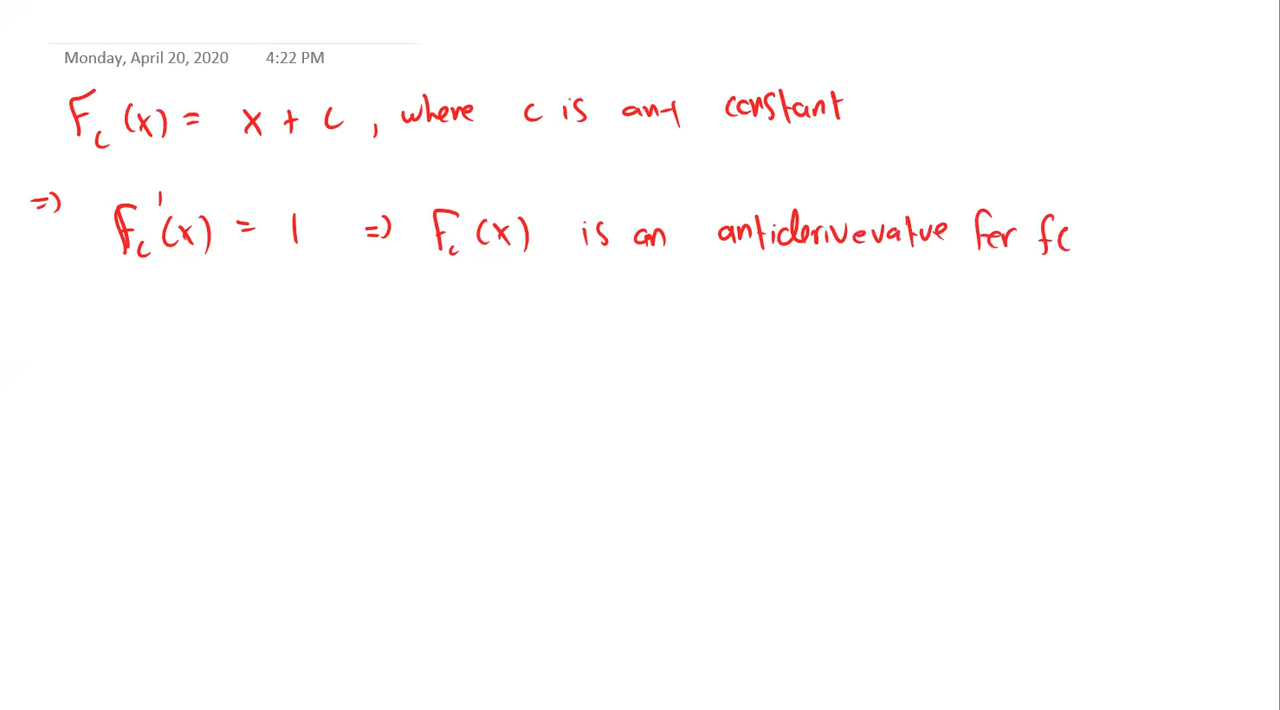 Monday, April 20, 2020 4:22 PM
F_c (x) = x + c, where c is any constant
=> F_c'(x) = 1 => F_c (x) is an antiderivevatve for f(